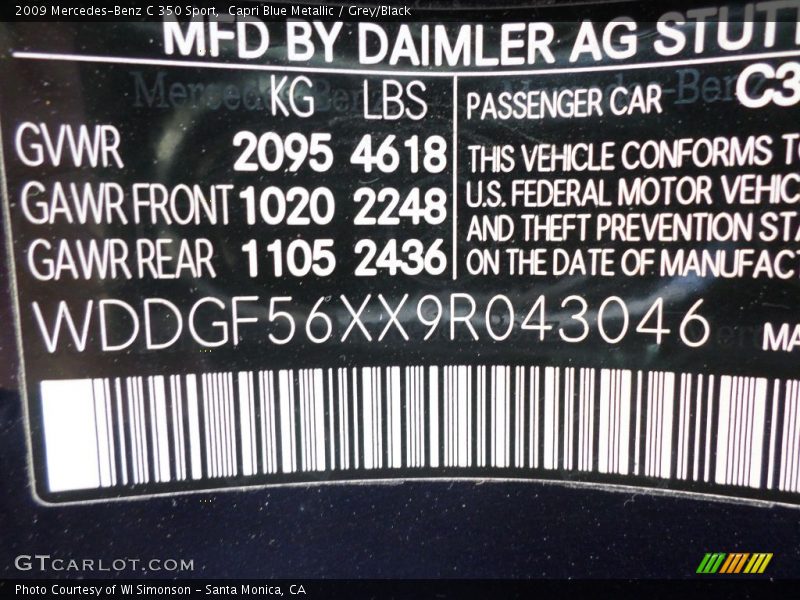 2009 Mercedes-Benz C 350 Sport, Capri Blue Metallic / Grey/Black
MFD BY DAIMLER AG STUTT
KG LBS
PASSENGER CAR C3
GVWR 2095 4618
GAWR FRONT 1020 2248
GAWR REAR 1105 2436
THIS VEHICLE CONFORMS TO
U.S. FEDERAL MOTOR VEHIC
AND THEFT PREVENTION STA
ON THE DATE OF MANUFACT
WDDGF56XX9R043046
MA
GTCARLOT.COM
Photo Courtesy of WI Simonson - Santa Monica, CA